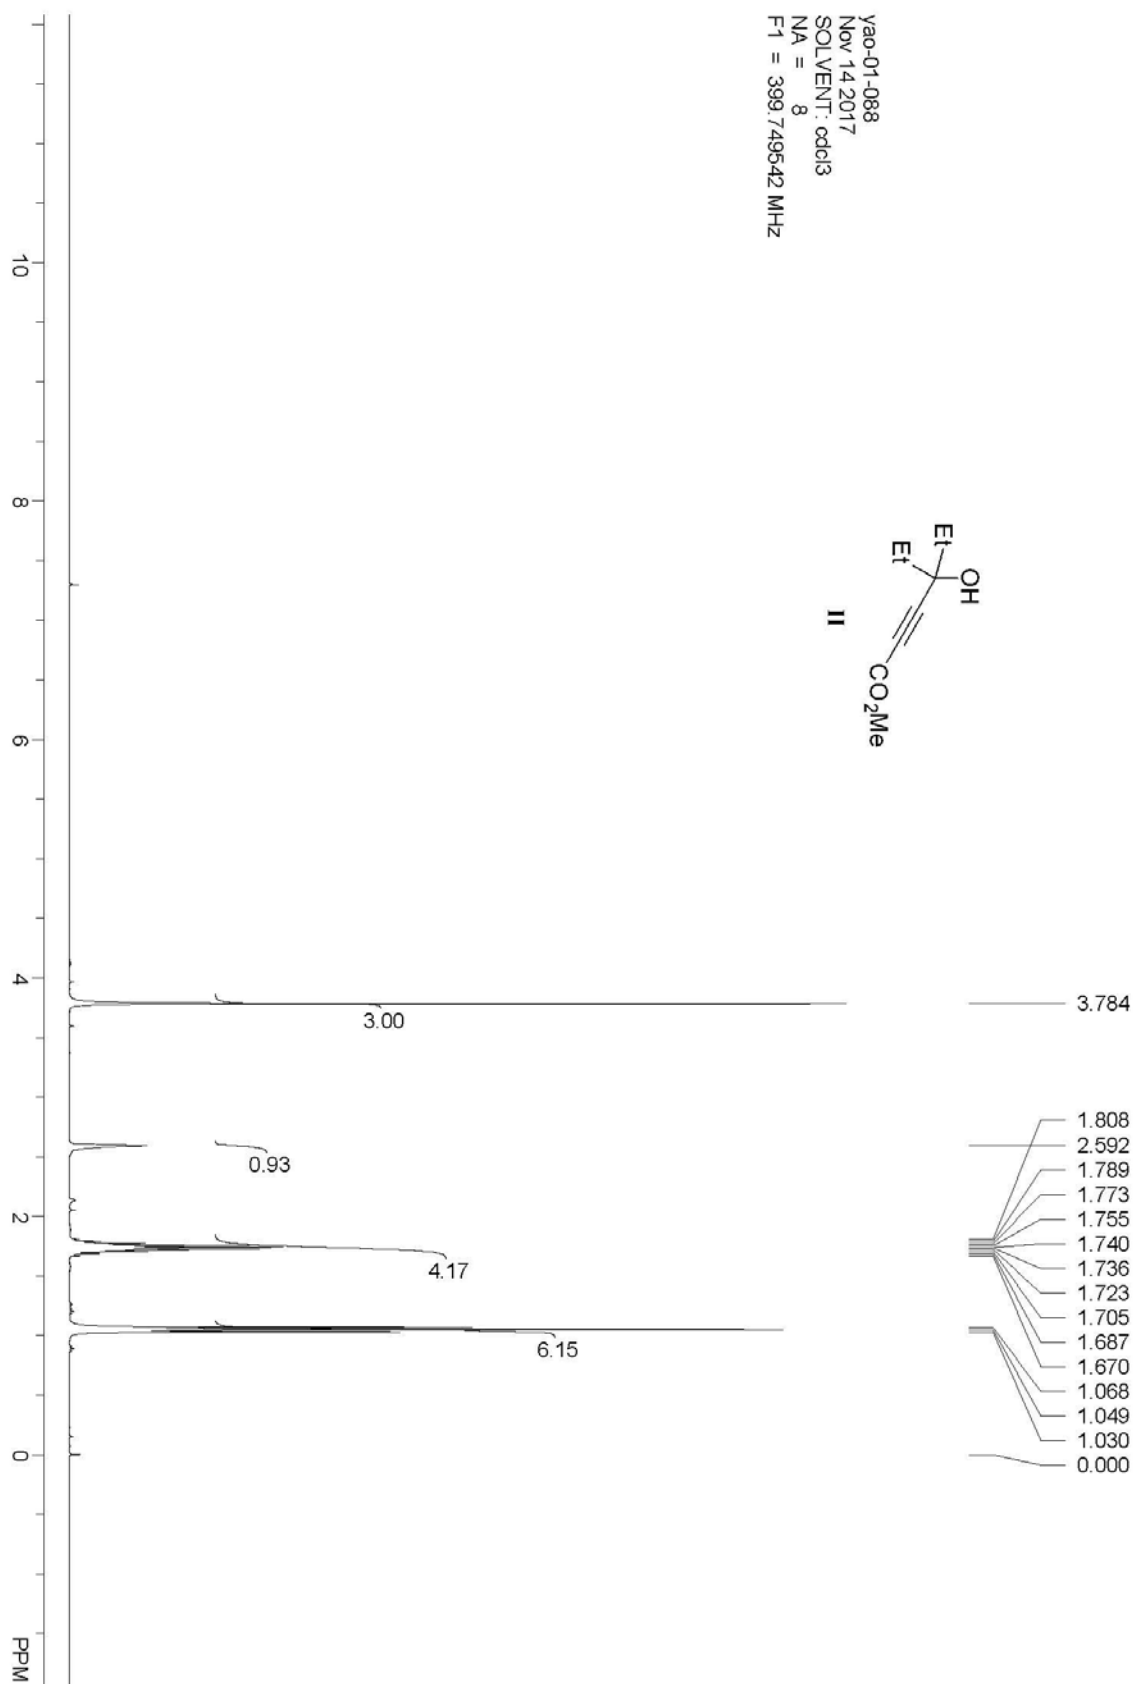 yao-01-088
Nov 14 2017
SOLVENT: cdcl3
NA = 8
F1 = 399.749542 MHz
OH
Et
Et
CO2Me
II
3.784
1.808
2.592
1.789
1.773
1.755
1.740
1.736
1.723
1.705
1.687
1.670
1.068
1.049
1.030
0.000
3.00
0.93
4.17
6.15
10
8
6
4
2
0
PPM